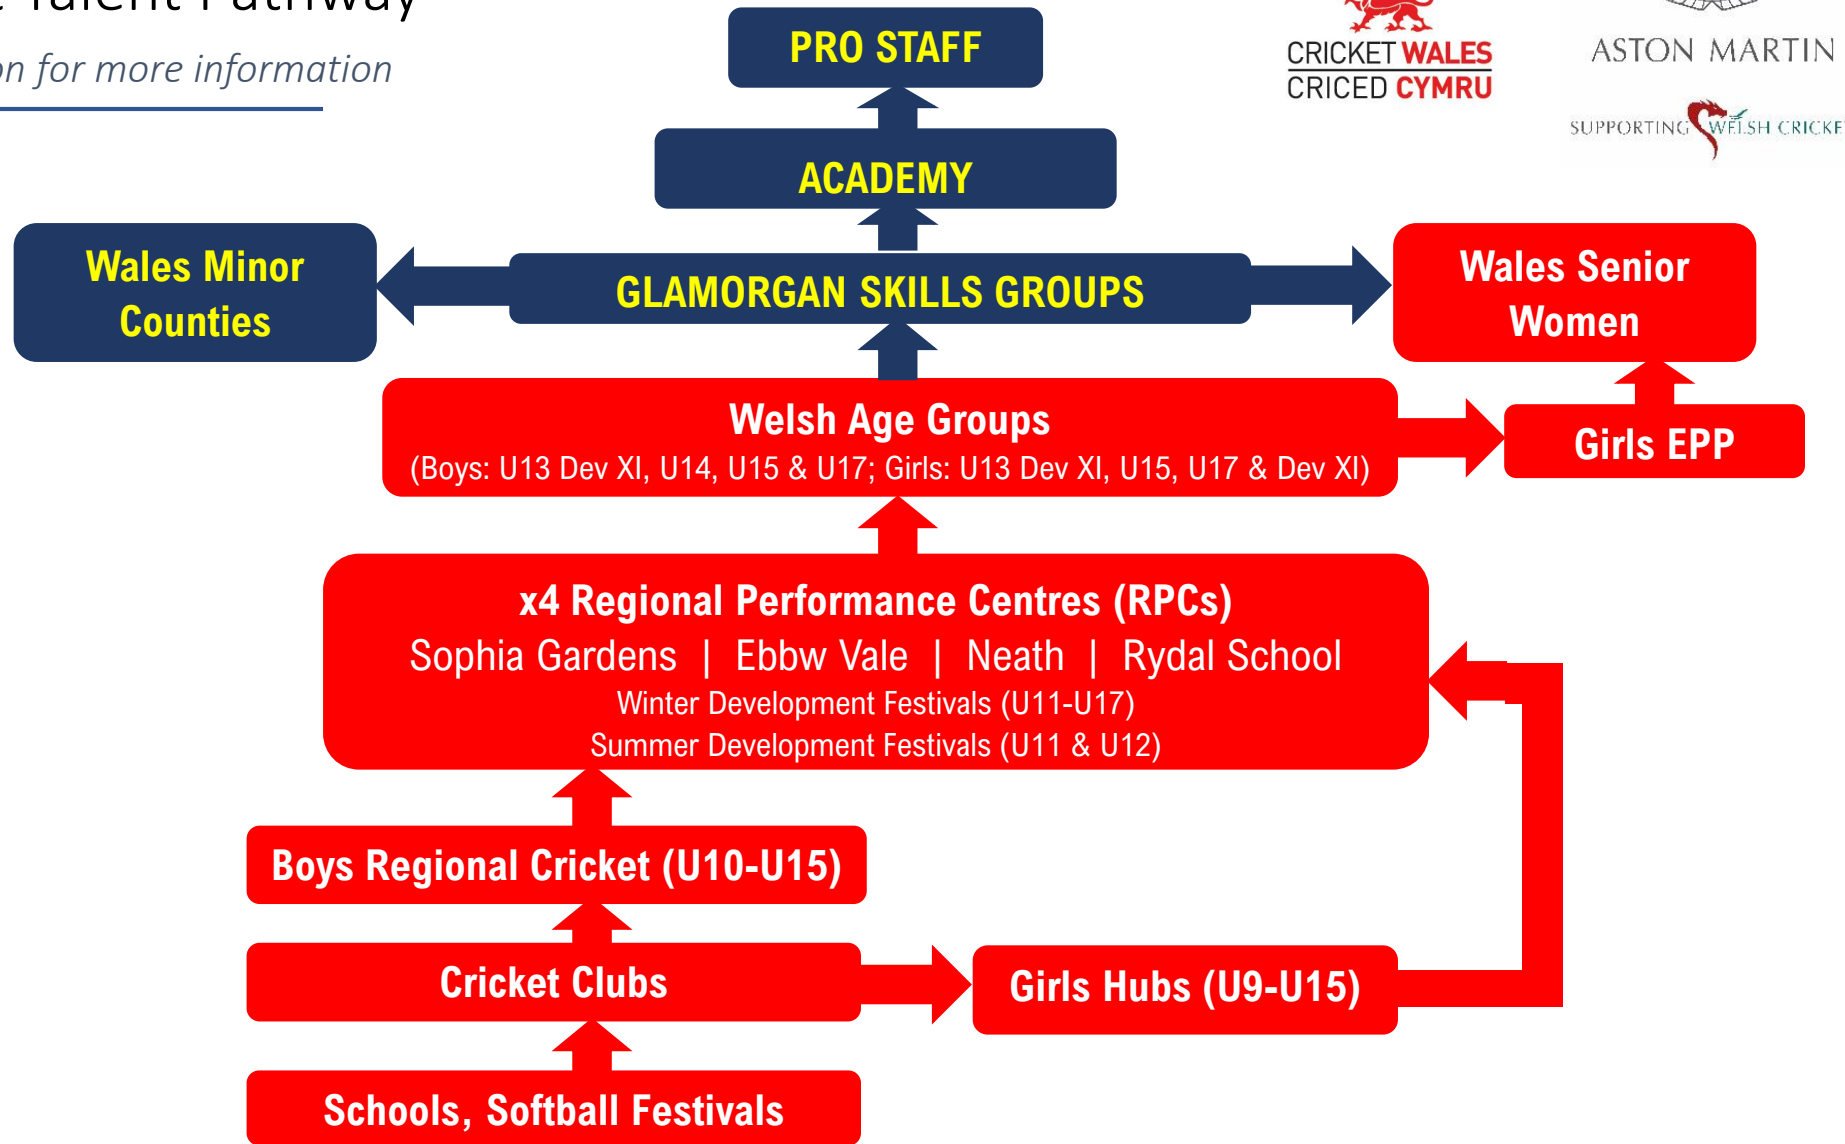 Talent Pathway
on for more information
PRO STAFF
CRICKET WALES
CRICED CYMRU
ASTON MARTIN
SUPPORTING WELSH CRICKE
ACADEMY
Wales Minor
Counties
GLAMORGAN SKILLS GROUPS
Wales Senior
Women
Welsh Age Groups
(Boys: U13 Dev XI, U14, U15 & U17; Girls: U13 Dev XI, U15, U17 & Dev XI)
Girls EPP
x4 Regional Performance Centres (RPCs)
Sophia Gardens | Ebbw Vale | Neath | Rydal School
Winter Development Festivals (U11-U17)
Summer Development Festivals (U11 & U12)
Boys Regional Cricket (U10-U15)
Cricket Clubs
Girls Hubs (U9-U15)
Schools, Softball Festivals